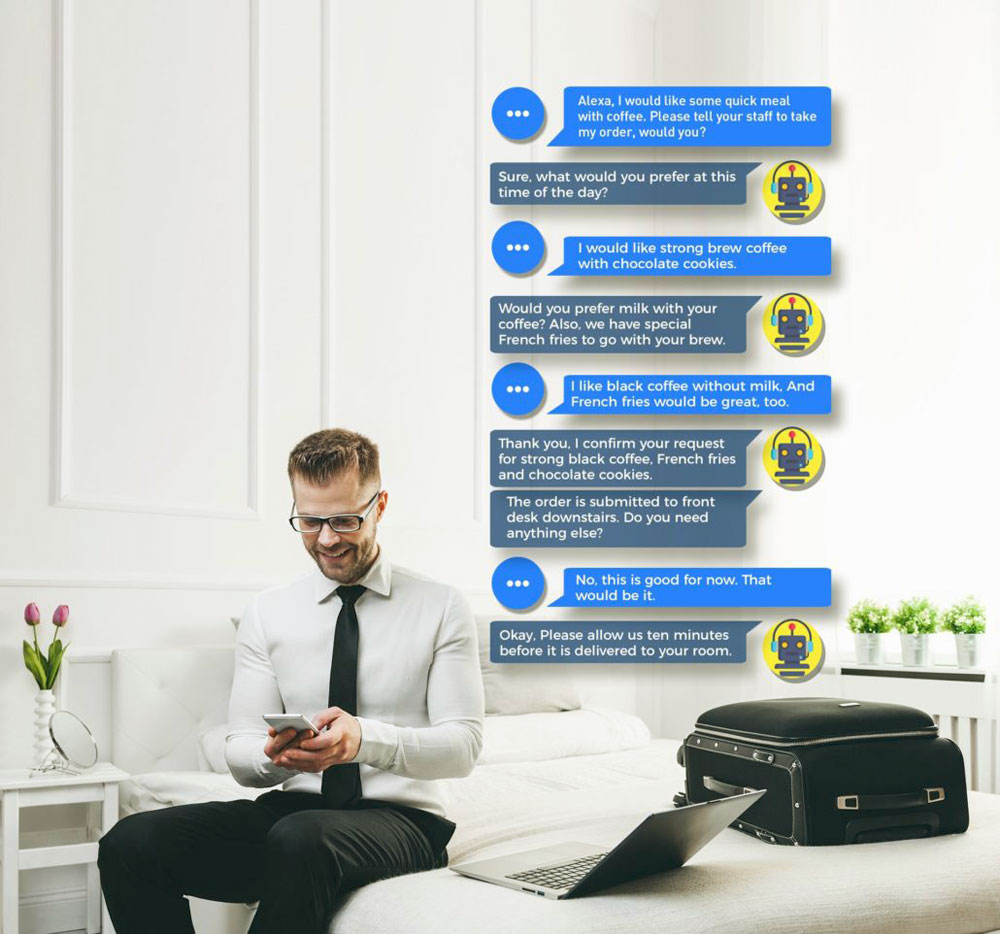 Alexa, I would like some quick meal
with coffee. Please tell your staff to take
my order, would you?
Sure, what would you prefer at this
time of the day?
I would like strong brew coffee
with chocolate cookies.
Would you prefer milk with your
coffee? Also, we have special
French fries to go with your brew.
I like black coffee without milk, And
French fries would be great, too.
Thank you, I confirm your request
for strong black coffee, French fries
and chocolate cookies.
The order is submitted to front
desk downstairs. Do you need
anything else?
No, this is good for now. That
would be it.
Okay, Please allow us ten minutes
before it is delivered to your room.